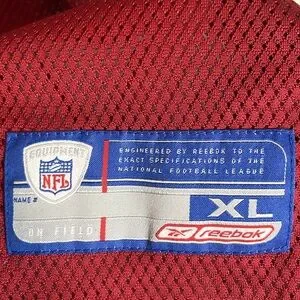 EQUIPMENT
NFL
ENGINEERED BY REEBOK TO THE
EXACT SPECIFICATIONS OF THE
NATIONAL FOOTBALL LEAGUE
NAME #
XL
ON FIELD
Reebok